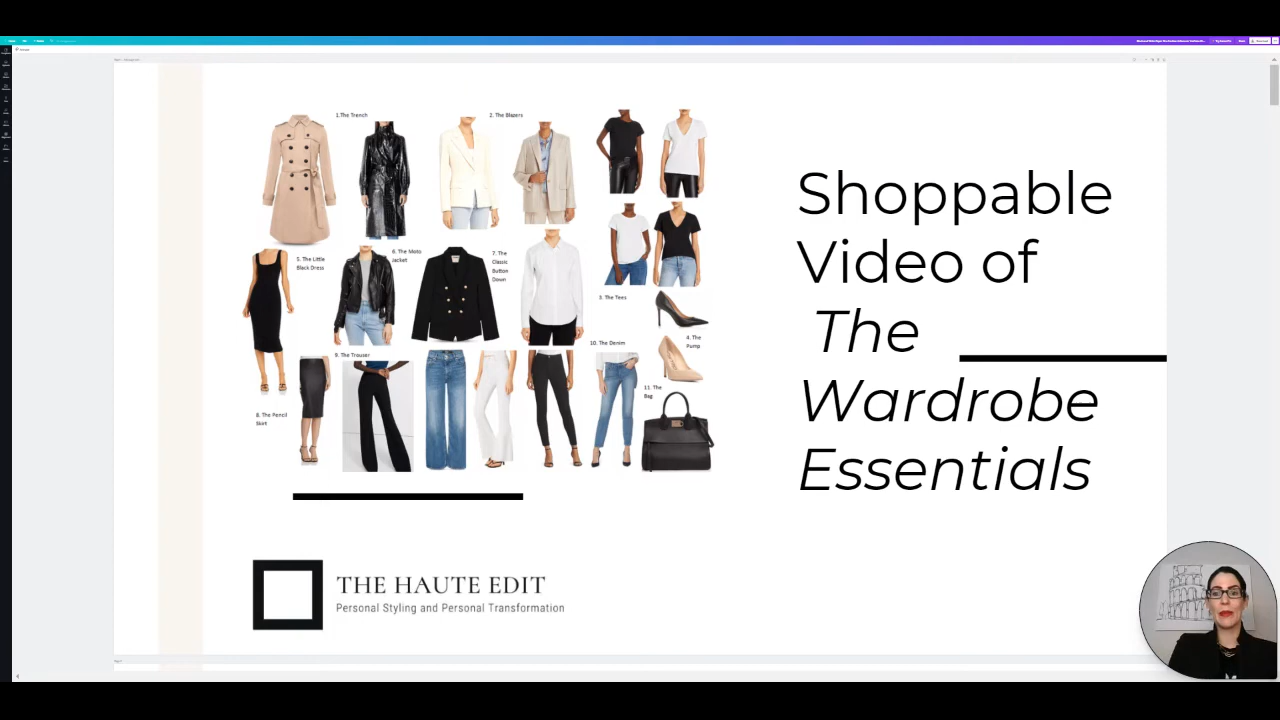 1.The Trench
2. The Blazers
5. The Little
Black Dress
6. The Moto
Jacket
7. The
Classic
Button
Down
3. The Tees
4. The
Pump
8. The Pencil
Skirt
9. The Trouser
10. The Denim
11. The
Bag
Shoppable
Video of
The
Wardrobe
Essentials
THE HAUTE EDIT
Personal Styling and Personal Transformation